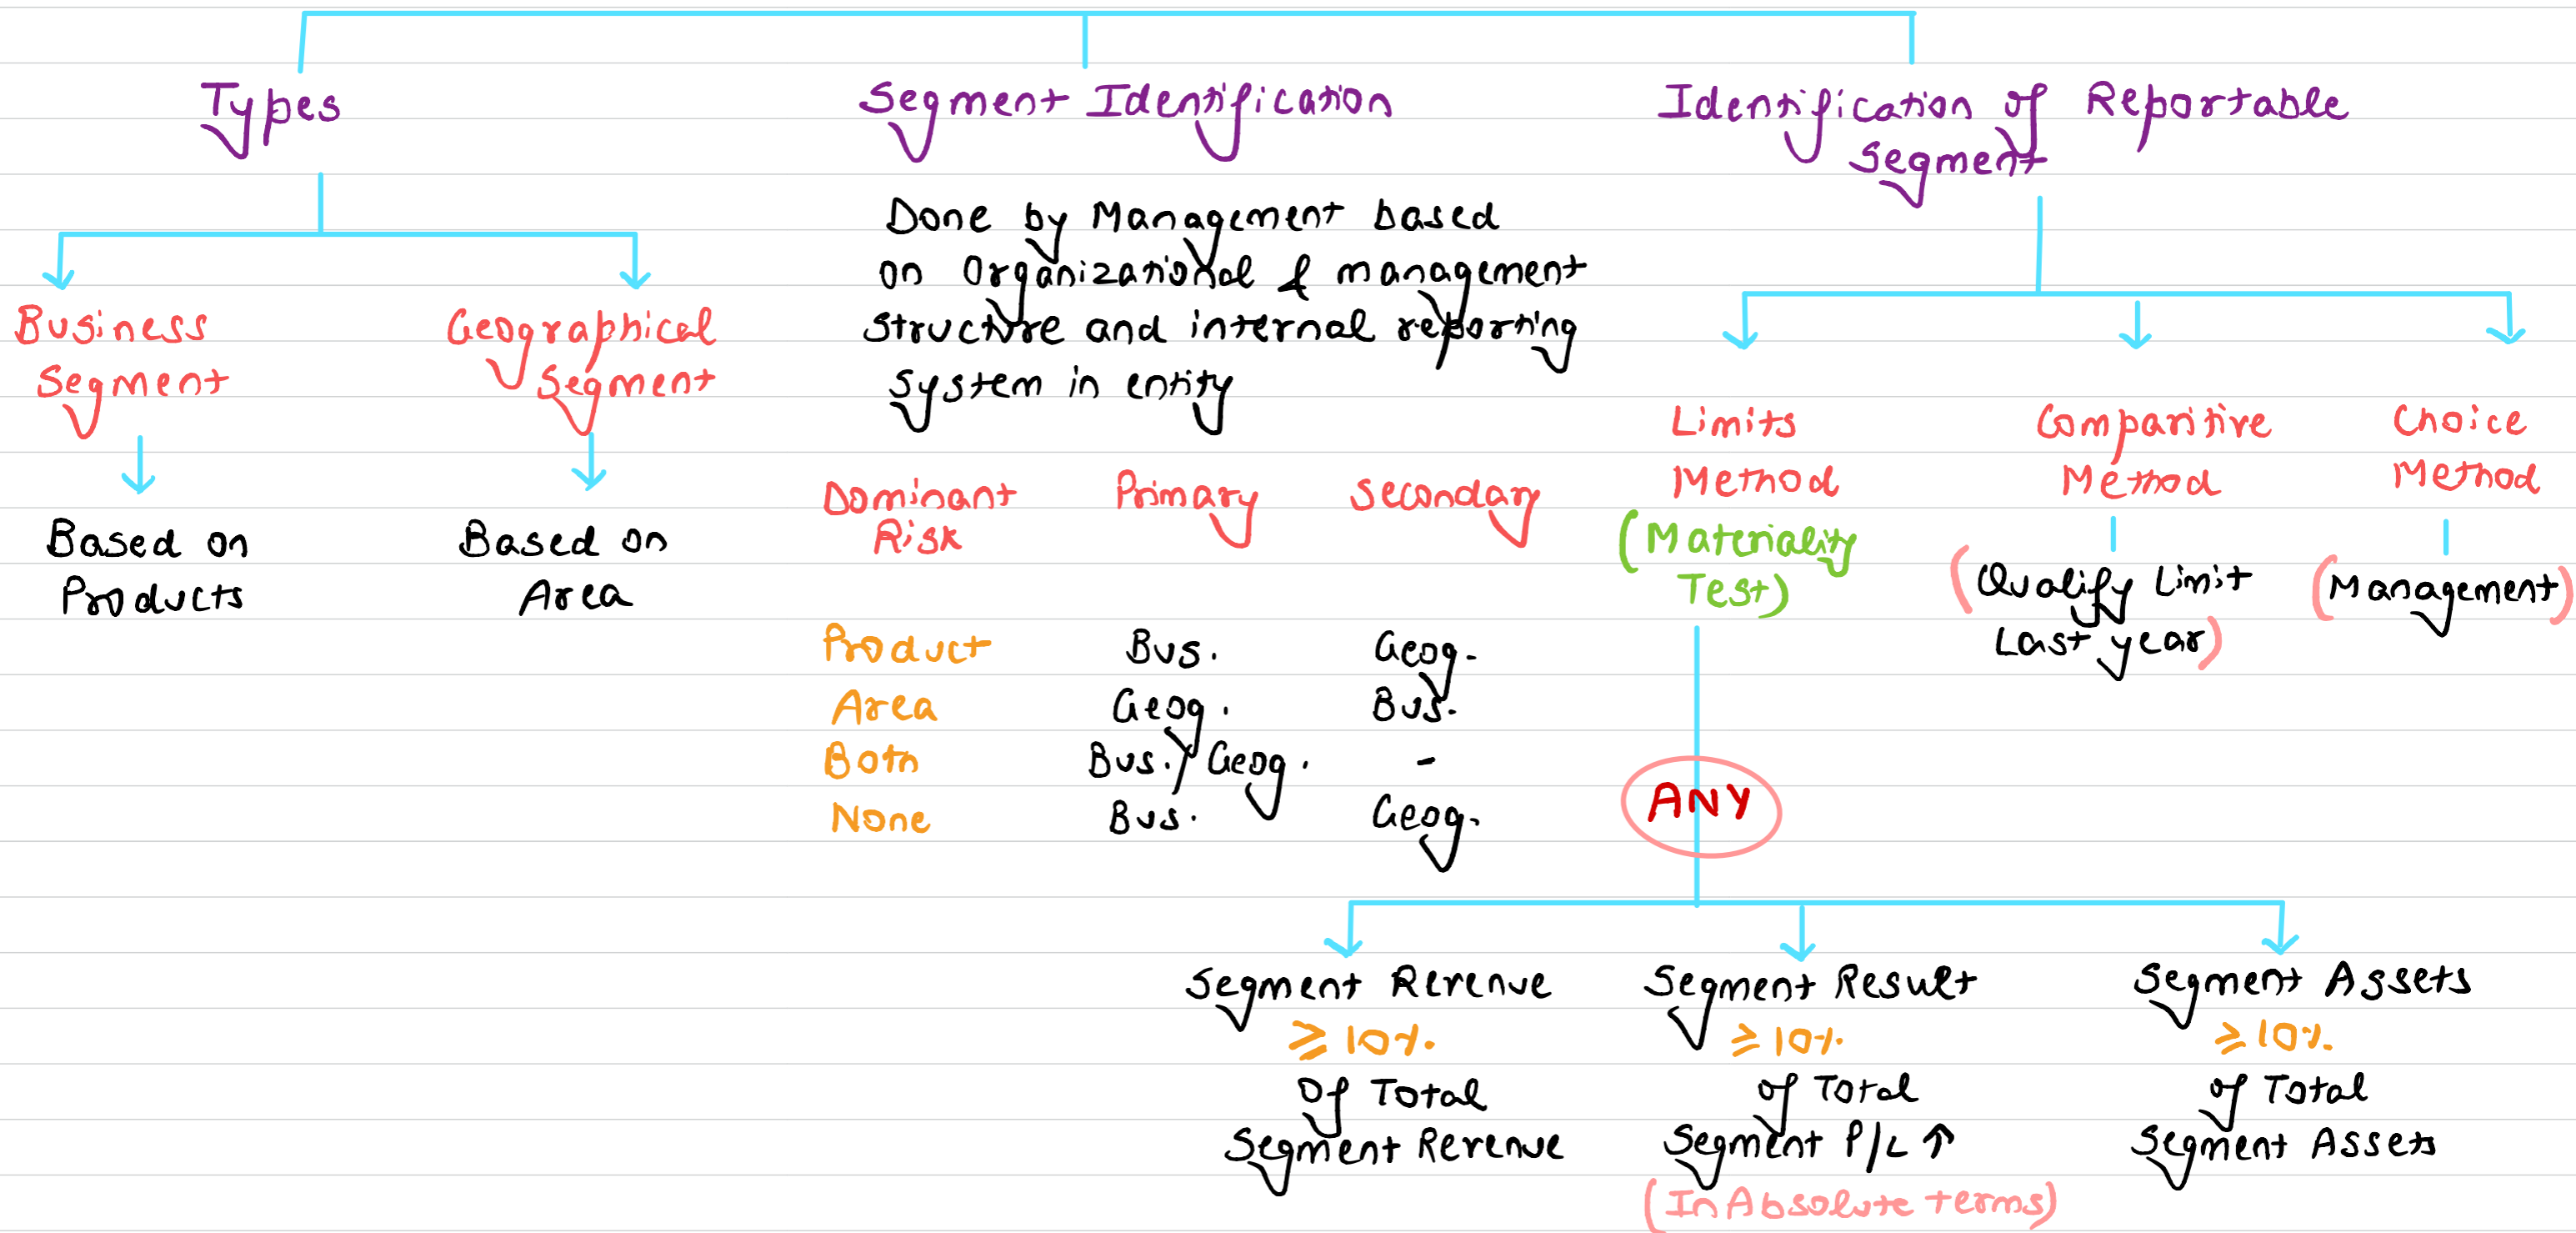 Types
Business
Segment
Based on
Products
Geographical
Segment
Based on
Area
Segment Identification
Done by Management based
on Organizational & management
structure and internal reporting
system in entity
Dominant Risk Primary Secondary
Product Bus. Geog.
Area Geog. Bus.
Both Bus./Geog. -
None Bus. Geog.
Identification of Reportable
Segment
Limits
Method
(Materiality
Test)
Comparitive
Method
(Qualify Limit
Last year)
Choice
Method
(Management)
ANY
Segment Revenue
≥ 10%
Of Total
Segment Revenue
Segment Result
≥ 10%
of Total
Segment P/L ↑
(In Absolute terms)
Segment Assets
≥ 10%
of Total
Segment Assets